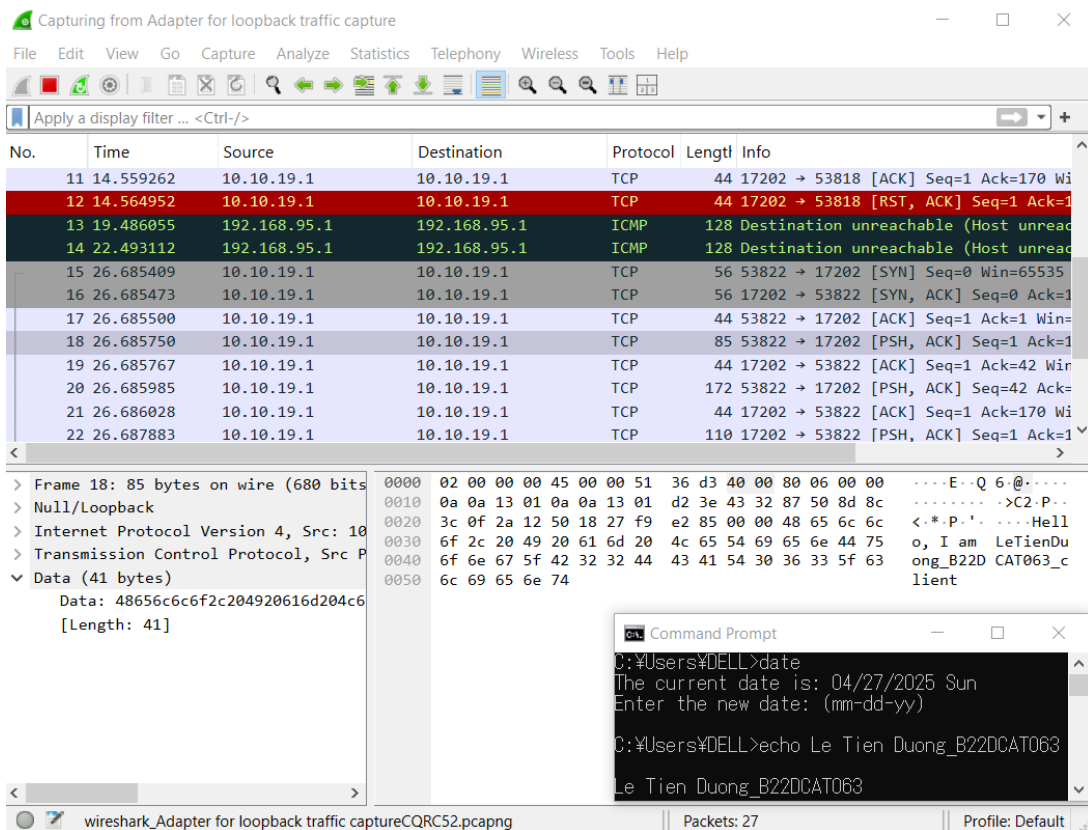 Capturing from Adapter for loopback traffic capture
File Edit View Go Capture Analyze Statistics Telephony Wireless Tools Help
Apply a display filter ... <Ctrl-/>
No. Time Source Destination Protocol Length Info
11 14.559262 10.10.19.1 10.10.19.1 TCP 44 17202 → 53818 [ACK] Seq=1 Ack=170 Wi
12 14.564952 10.10.19.1 10.10.19.1 TCP 44 17202 → 53818 [RST, ACK] Seq=1 Ack=1
13 19.486055 192.168.95.1 192.168.95.1 ICMP 128 Destination unreachable (Host unreac
14 22.493112 192.168.95.1 192.168.95.1 ICMP 128 Destination unreachable (Host unreac
15 26.685409 10.10.19.1 10.10.19.1 TCP 56 53822 → 17202 [SYN] Seq=0 Win=65535
16 26.685473 10.10.19.1 10.10.19.1 TCP 56 17202 → 53822 [SYN, ACK] Seq=0 Ack=1
17 26.685500 10.10.19.1 10.10.19.1 TCP 44 53822 → 17202 [ACK] Seq=1 Ack=1 Win=
18 26.685750 10.10.19.1 10.10.19.1 TCP 85 53822 → 17202 [PSH, ACK] Seq=1 Ack=1
19 26.685767 10.10.19.1 10.10.19.1 TCP 44 17202 → 53822 [ACK] Seq=1 Ack=42 Win
20 26.685985 10.10.19.1 10.10.19.1 TCP 172 53822 → 17202 [PSH, ACK] Seq=42 Ack=
21 26.686028 10.10.19.1 10.10.19.1 TCP 44 17202 → 53822 [ACK] Seq=1 Ack=170 Wi
22 26.687883 10.10.19.1 10.10.19.1 TCP 110 17202 → 53822 [PSH, ACK] Seq=1 Ack=1
Frame 18: 85 bytes on wire (680 bits
Null/Loopback
Internet Protocol Version 4, Src: 10
Transmission Control Protocol, Src P
Data (41 bytes)
Data: 48656c6c6f2c204920616d204c6
[Length: 41]
0000 02 00 00 00 45 00 00 51 36 d3 40 00 80 06 00 00 ····E··Q 6·@·····
0010 0a 0a 13 01 0a 0a 13 01 d2 3e 43 32 87 50 8d 8c ········ ·>C2·P··
0020 3c 0f 2a 12 50 18 27 f9 e2 85 00 00 48 65 6c 6c <·*·P·'· ····Hell
0030 6f 2c 20 49 20 61 6d 20 4c 65 54 69 65 6e 44 75 o, I am LeTienDu
0040 6f 6e 67 5f 42 32 32 44 43 41 54 30 36 33 5f 63 ong_B22D CAT063_c
0050 6c 69 65 6e 74 lient
Command Prompt
C:¥Users¥DELL>date
The current date is: 04/27/2025 Sun
Enter the new date: (mm-dd-yy)
C:¥Users¥DELL>echo Le Tien Duong_B22DCAT063
Le Tien Duong_B22DCAT063
wireshark_Adapter for loopback traffic captureCQRC52.pcapng Packets: 27 Profile: Default